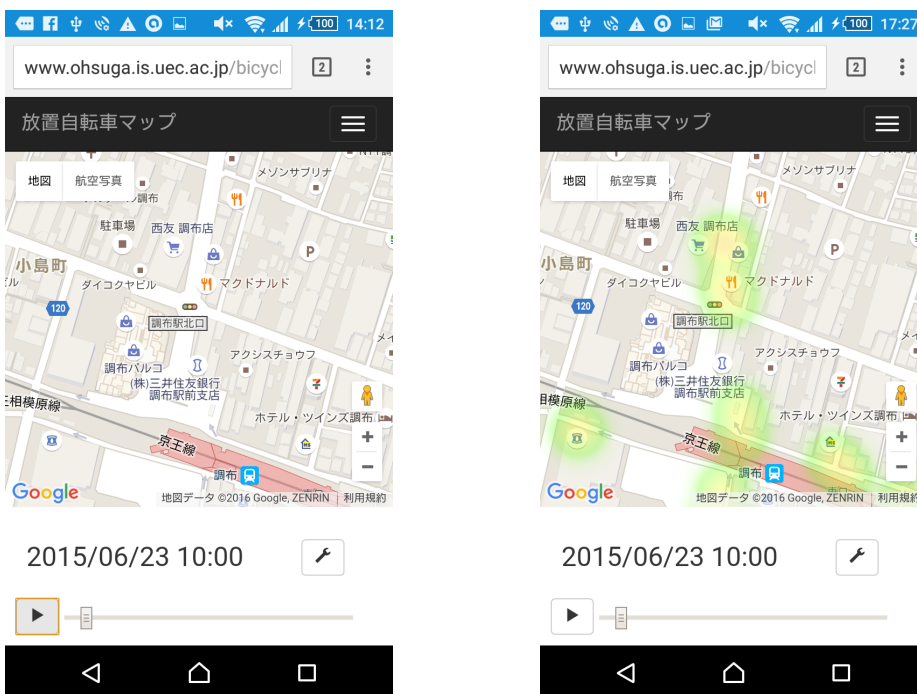 100 14:12
www.ohsuga.is.uec.ac.jp/bicycl
2
放置自転車マップ
地図
航空写真
メゾンサブリナ
調布
駐車場
西友 調布店
P
小島町
ダイコクヤビル
マクドナルド
120
調布駅北口
アクシスチョウワ
調布パルコ
(株)三井住友銀行
調布駅前支店
相模原線
ホテル・ツインズ調布
京王線
調布
Google
地図データ ©2016 Google, ZENRIN
利用規約
2015/06/23 10:00
100 17:27
www.ohsuga.is.uec.ac.jp/bicycl
2
放置自転車マップ
地図
航空写真
メゾンサブリナ
駐車場
西友 調布店
P
小島町
ダイコクヤビル
マクドナルド
120
調布駅北口
アクシスチョウワ
調布パルコ
(株)三井住友銀行
調布駅前支店
相模原線
ホテル・ツインズ調布
京王線
調布
Google
地図データ ©2016 Google, ZENRIN
利用規約
2015/06/23 10:00